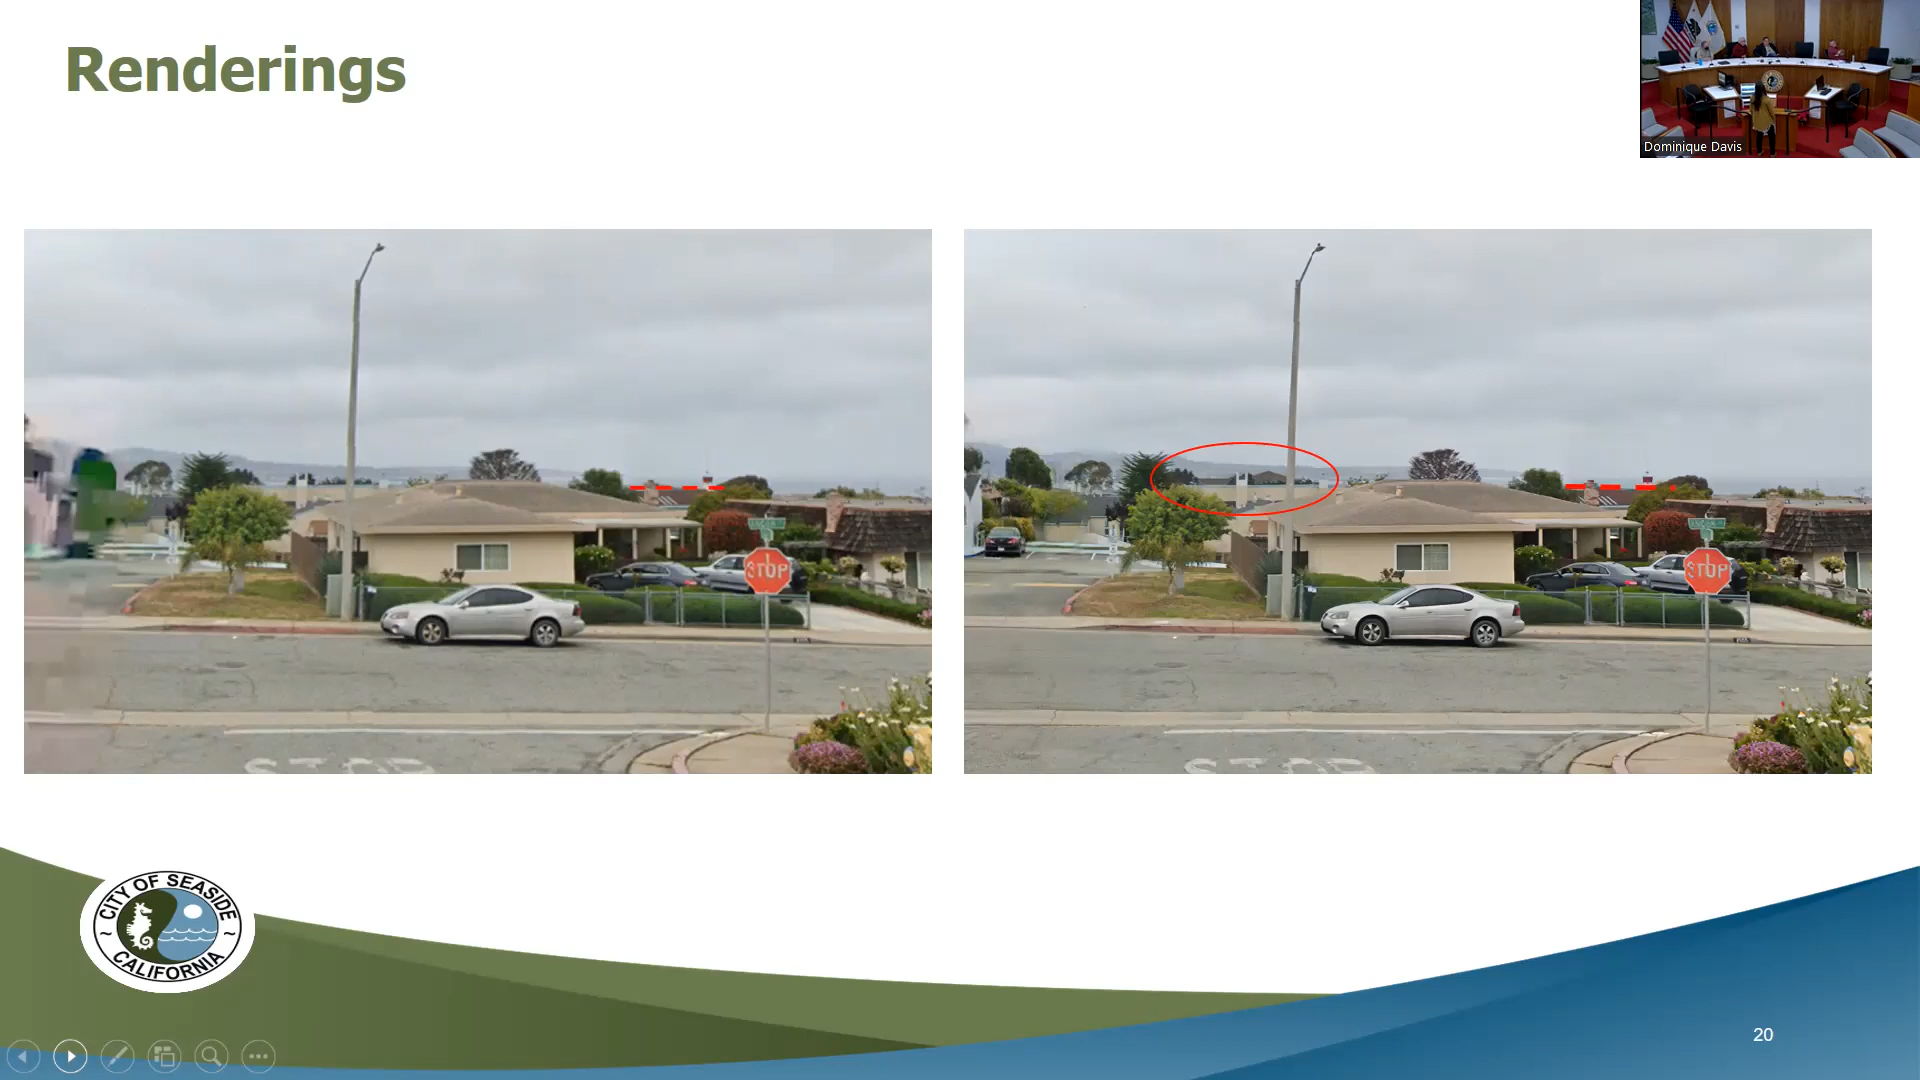 Renderings
Dominique Davis
STOP
STOP
STOP
STOP
CITY OF SEASIDE
CALIFORNIA
20